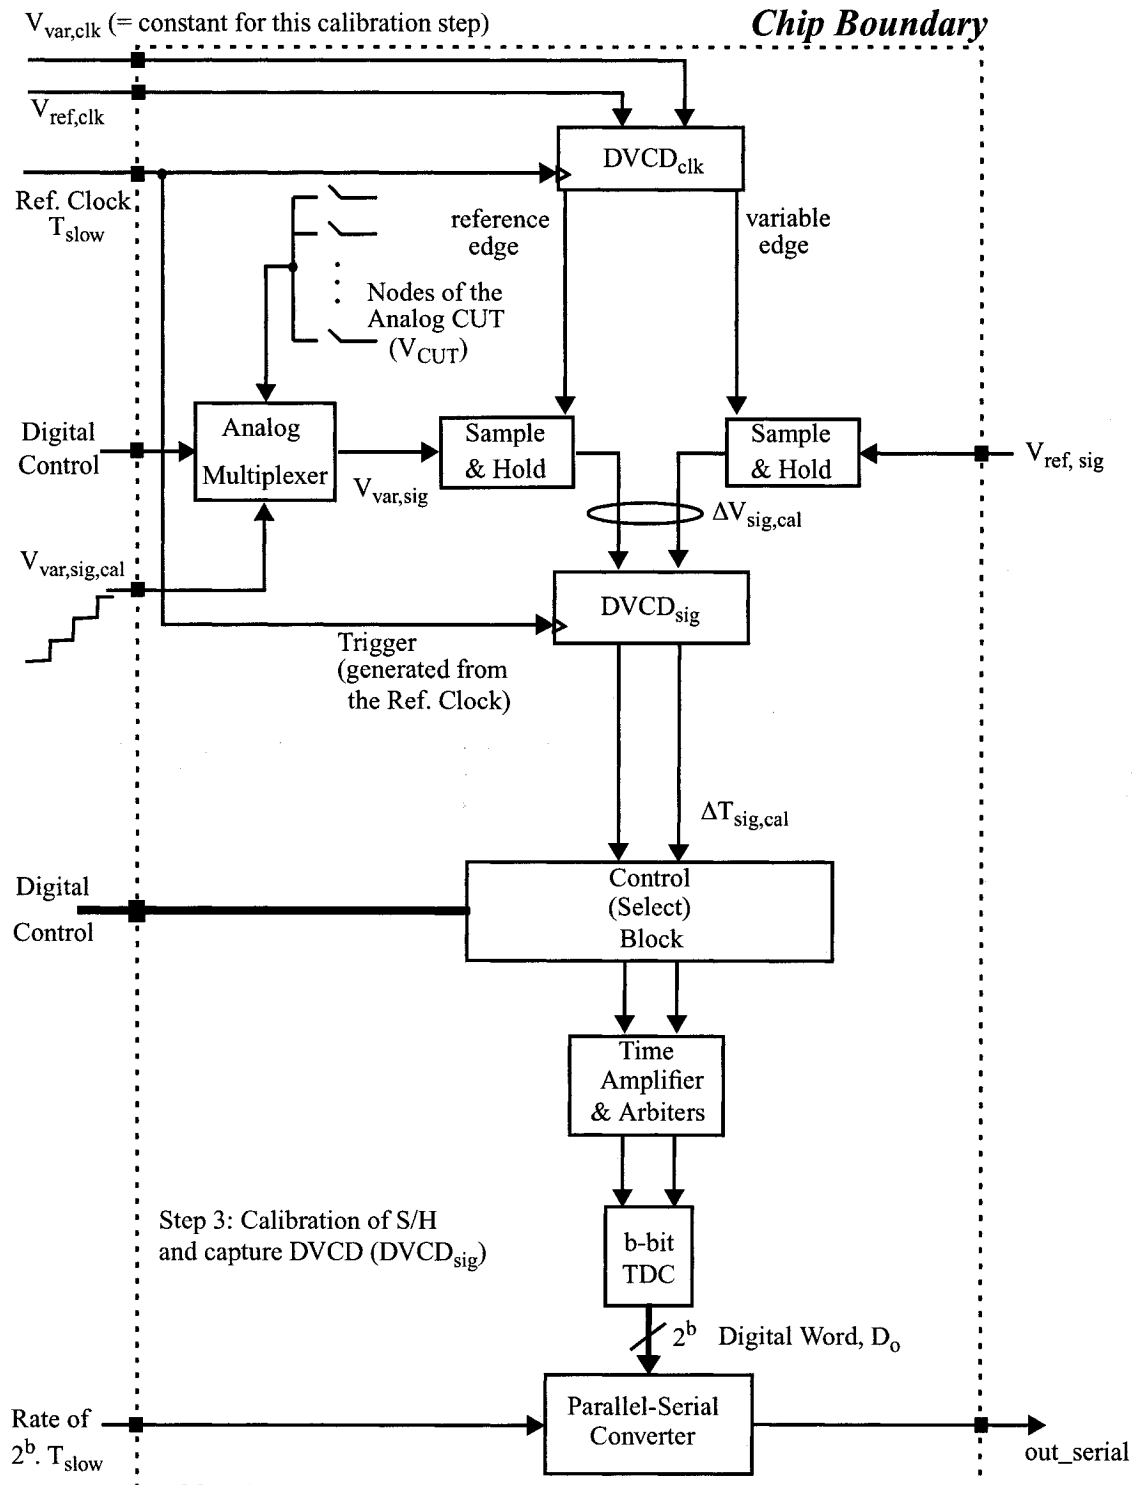 V_var,clk (= constant for this calibration step)
Chip Boundary
V_ref,clk
DVCD_clk
Ref. Clock
T_slow
reference
edge
variable
edge
Nodes of the
Analog CUT
(V_CUT)
Digital
Control
Analog
Multiplexer
V_var,sig
Sample
& Hold
Sample
& Hold
V_ref, sig
ΔV_sig,cal
V_var,sig,cal
DVCD_sig
Trigger
(generated from
the Ref. Clock)
ΔT_sig,cal
Digital
Control
Control
(Select)
Block
Time
Amplifier
& Arbiters
Step 3: Calibration of S/H
and capture DVCD (DVCD_sig)
b-bit
TDC
2^b Digital Word, D_o
Rate of
2^b. T_slow
Parallel-Serial
Converter
out_serial